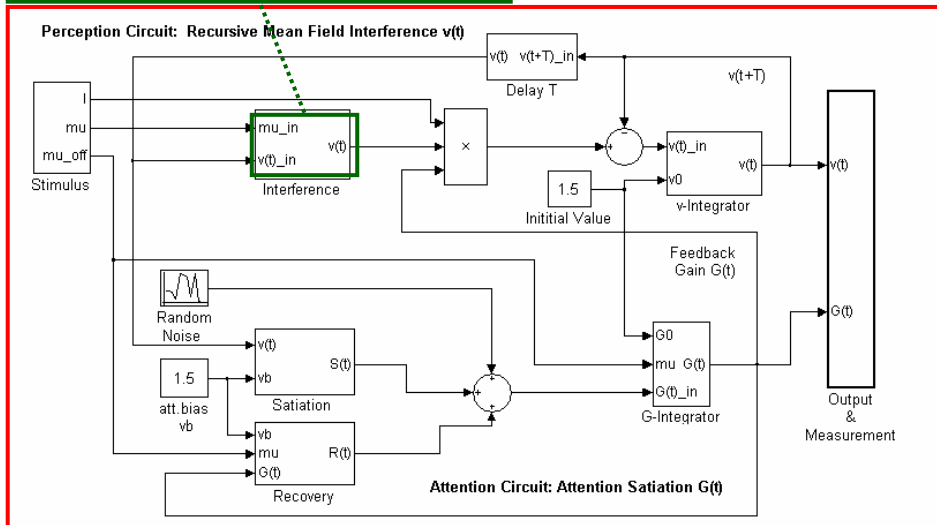 Perception Circuit: Recursive Mean Field Interference v(t)
v(t) v(t+T)_in
Delay T
v(t+T)
I
mu
mu_off
Stimulus
mu_in
v(t)_in
v(t)
Interference
×
+
−
v(t)_in
v0
v(t)
v-Integrator
1.5
Inititial Value
v(t)
G(t)
Output
&
Measurement
Feedback
Gain G(t)
Random
Noise
v(t)
vb
S(t)
Satiation
1.5
att.bias
vb
vb
mu
G(t)
R(t)
Recovery
+
+
+
G0
mu G(t)
G(t)_in
G-Integrator
Attention Circuit: Attention Satiation G(t)